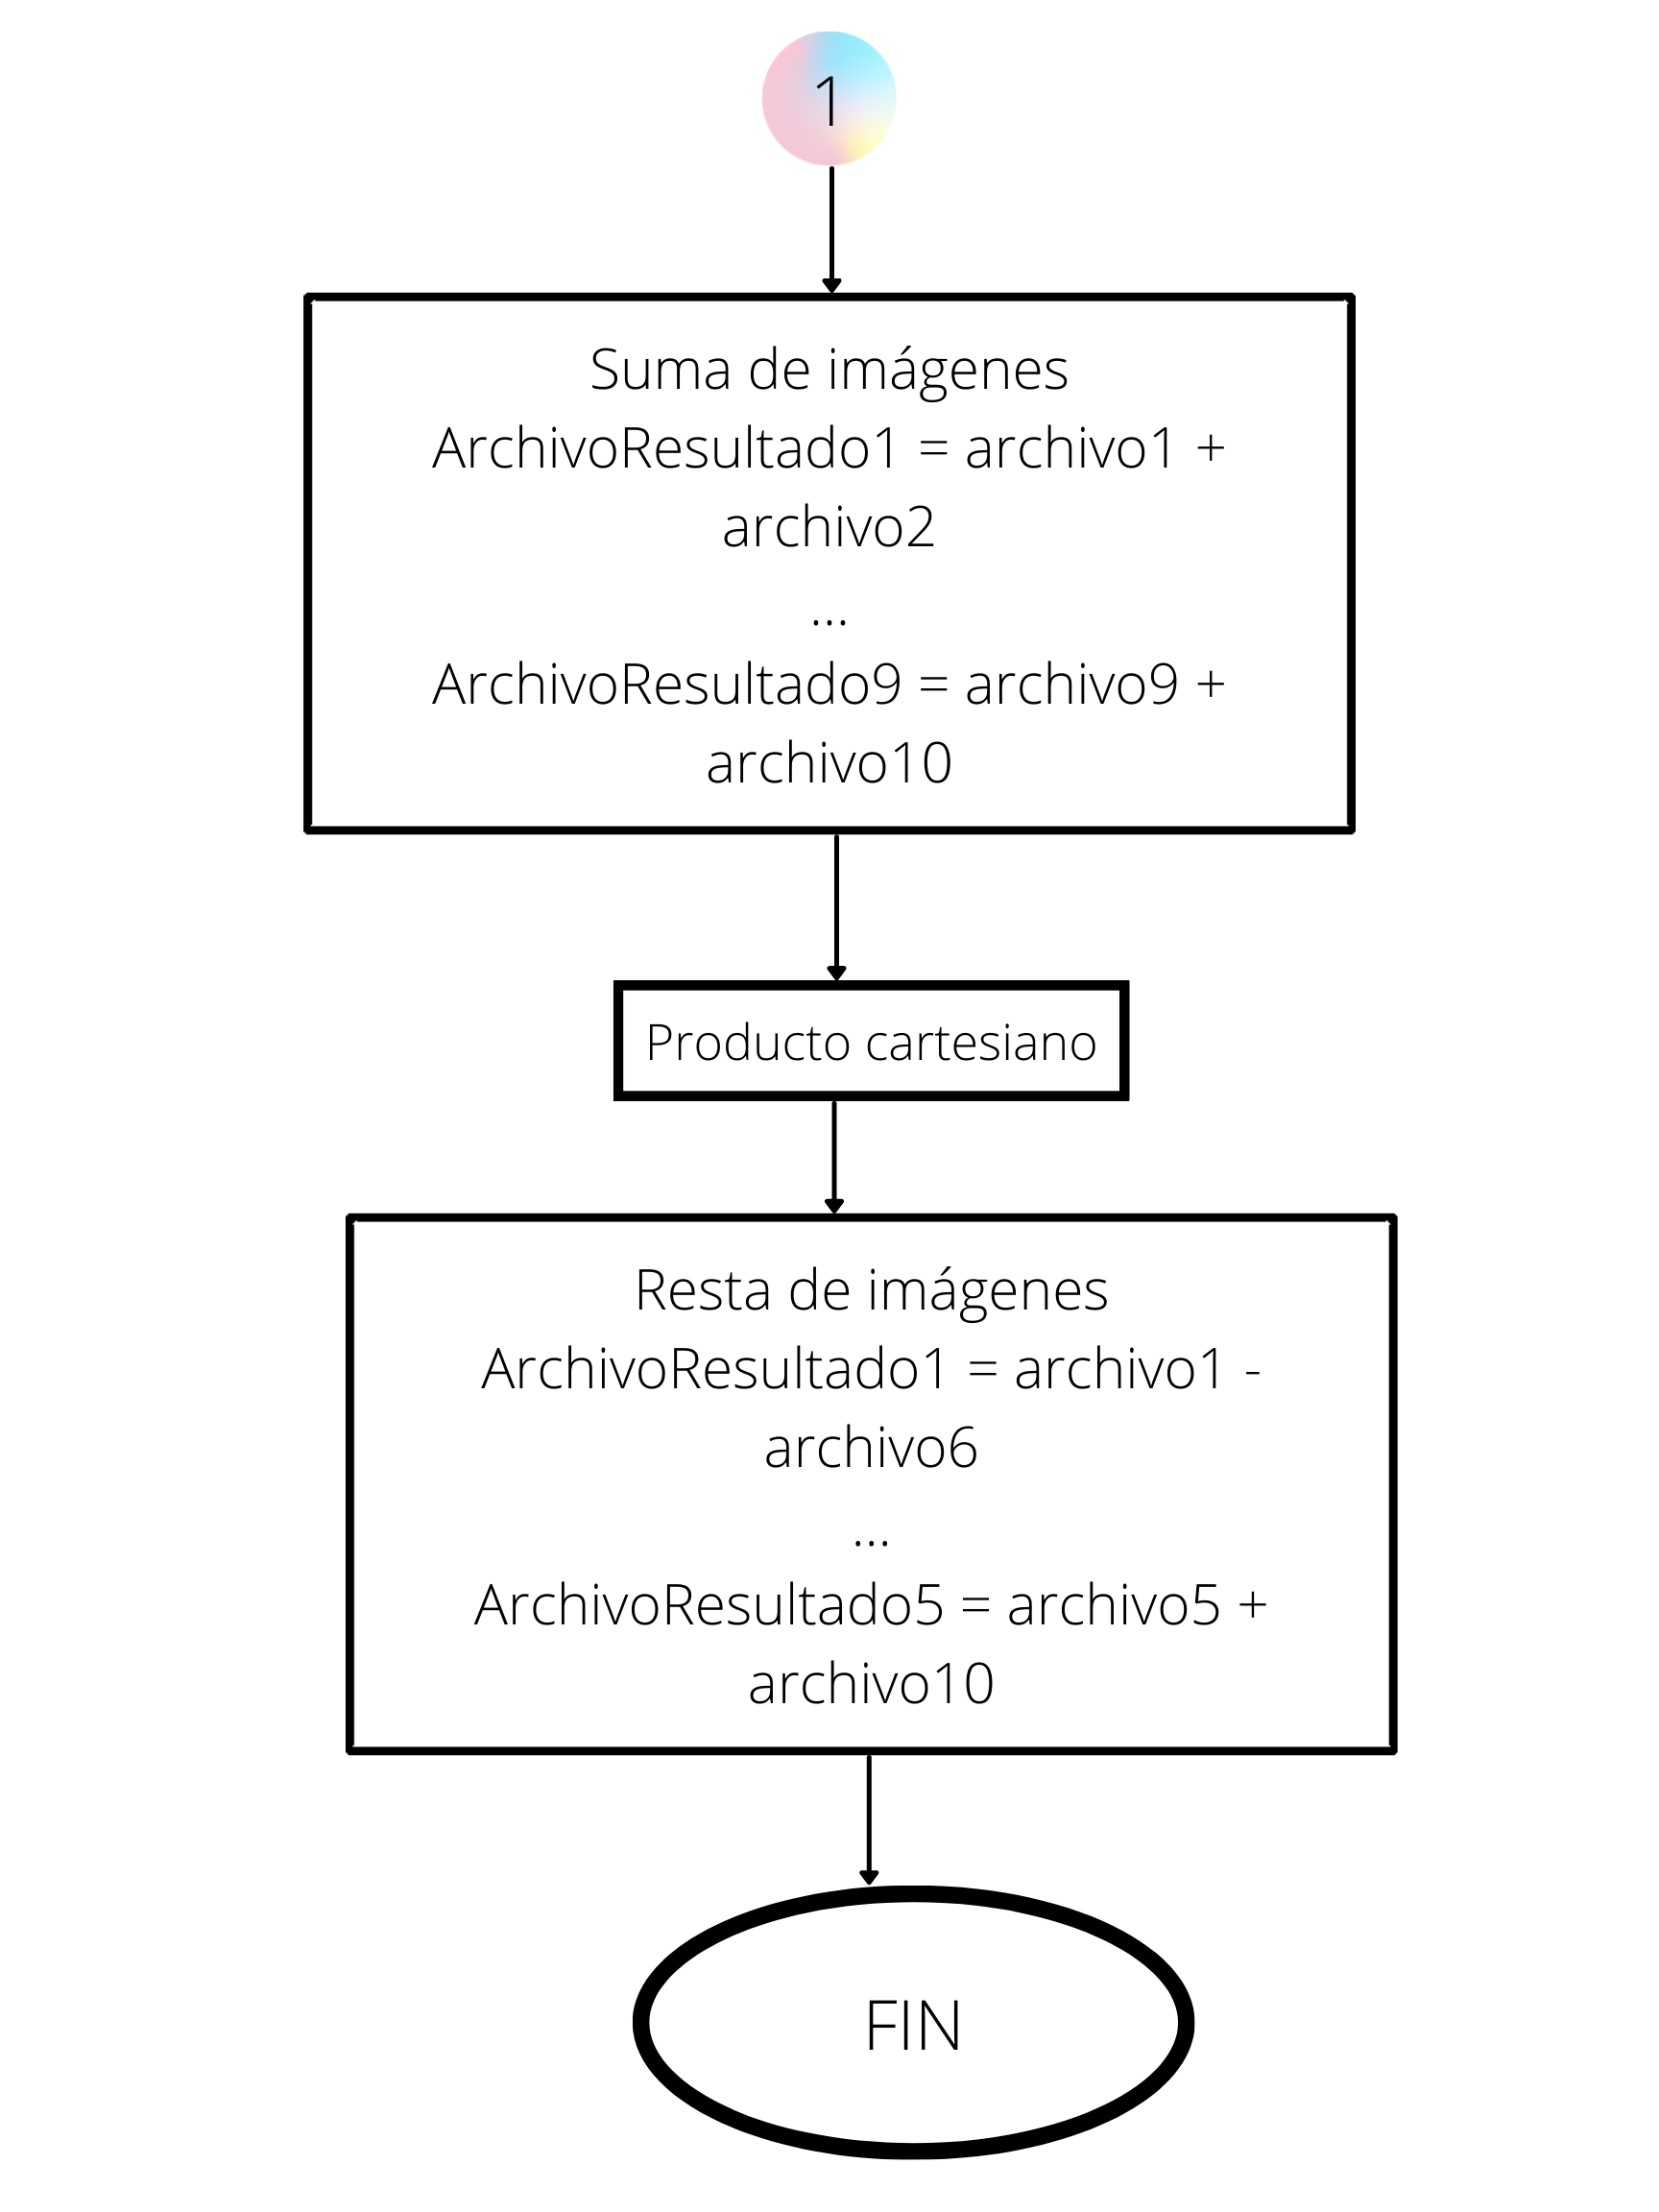 1
Suma de imágenes
ArchivoResultado1 = archivo1 +
archivo2
...
ArchivoResultado9 = archivo9 +
archivo10
Producto cartesiano
Resta de imágenes
ArchivoResultado1 = archivo1 -
archivo6
...
ArchivoResultado5 = archivo5 +
archivo10
FIN